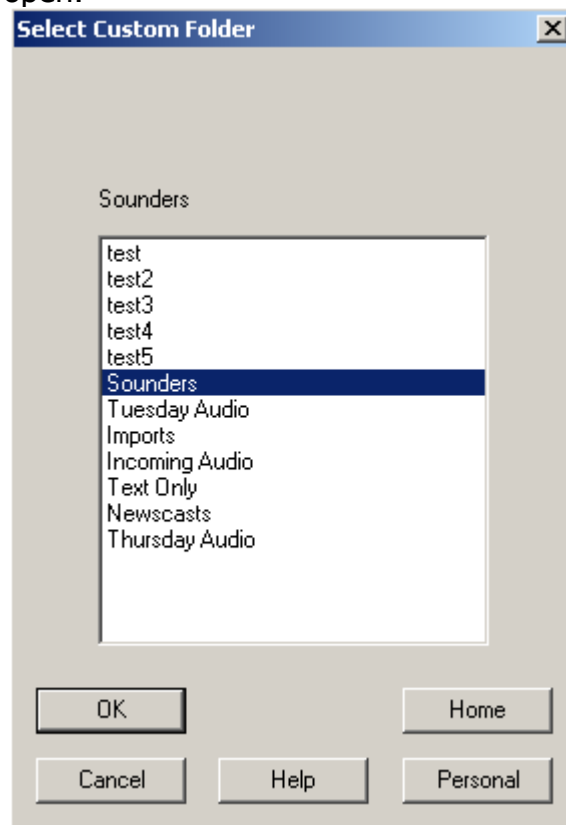 open.
Select Custom Folder
Sounders
test
test2
test3
test4
test5
Sounders
Tuesday Audio
Imports
Incoming Audio
Text Only
Newscasts
Thursday Audio
OK
Home
Cancel
Help
Personal